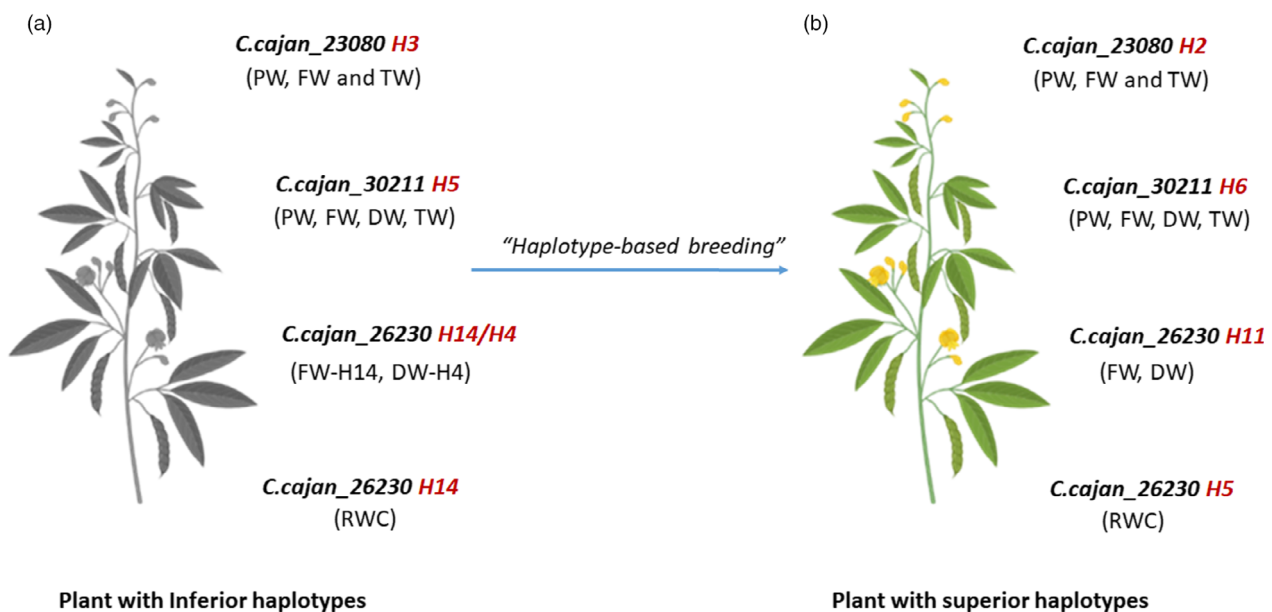 (a)
C.cajan_23080 H3
(PW, FW and TW)
C.cajan_30211 H5
(PW, FW, DW, TW)
C.cajan_26230 H14/H4
(FW-H14, DW-H4)
C.cajan_26230 H14
(RWC)
Plant with Inferior haplotypes
“Haplotype-based breeding”
(b)
C.cajan_23080 H2
(PW, FW and TW)
C.cajan_30211 H6
(PW, FW, DW, TW)
C.cajan_26230 H11
(FW, DW)
C.cajan_26230 H5
(RWC)
Plant with superior haplotypes